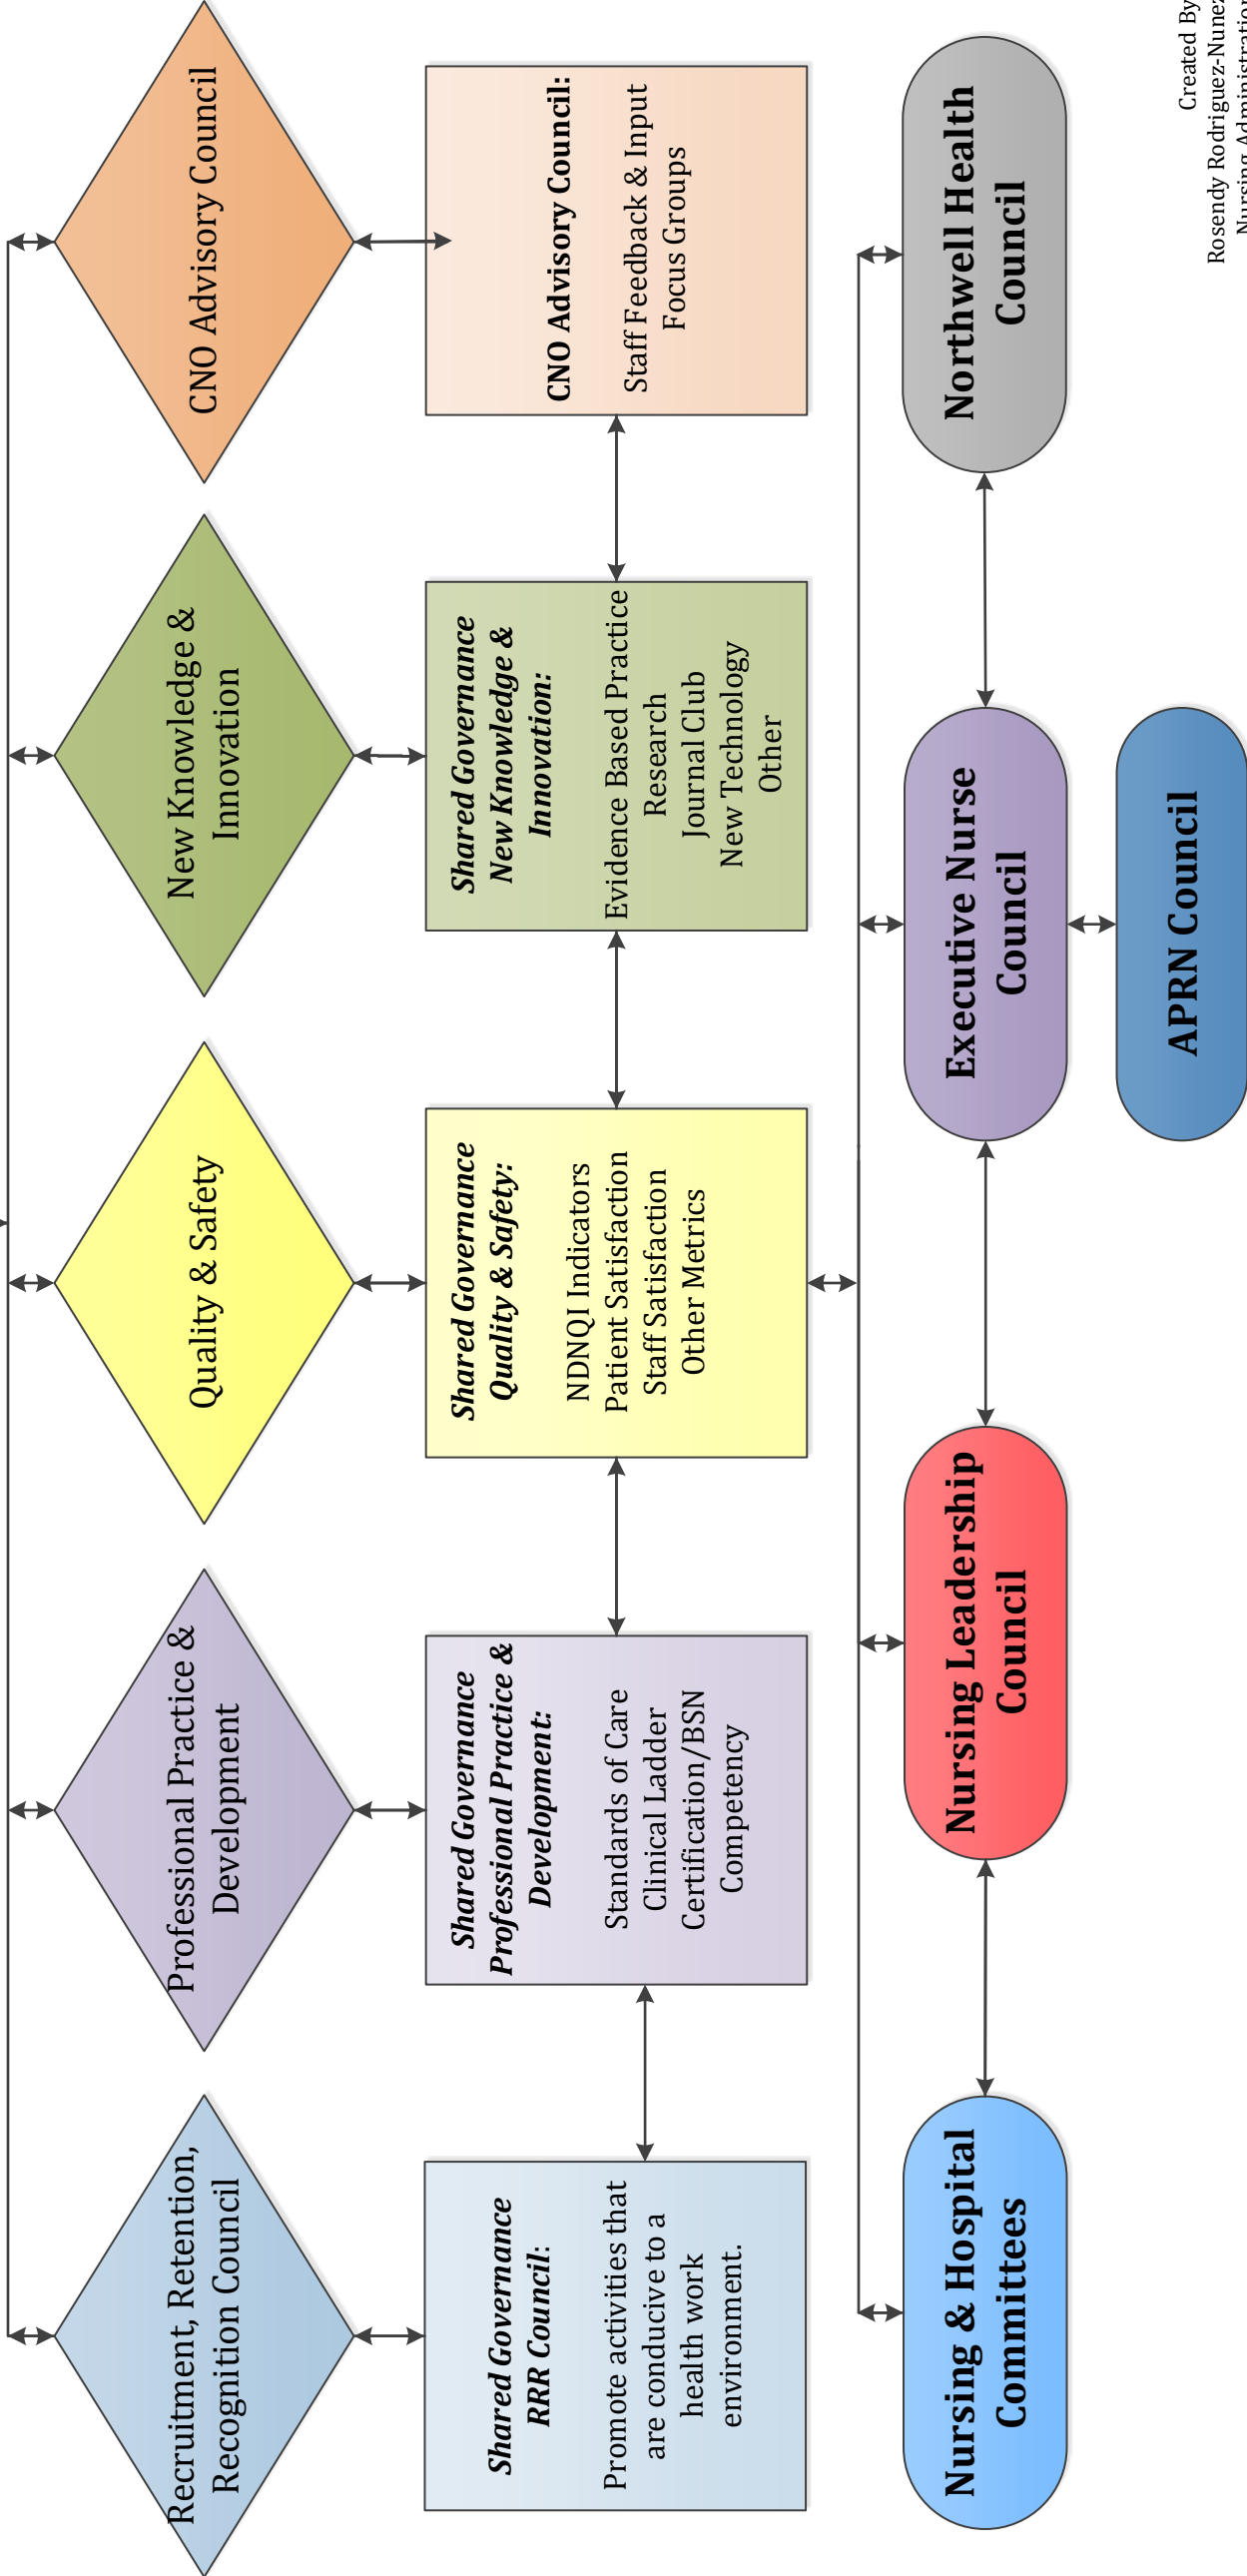 Recruitment, Retention,
Recognition Council
Professional Practice &
Development
Quality & Safety
New Knowledge &
Innovation
CNO Advisory Council
Shared Governance
RRR Council:
Promote activities that
are conducive to a
health work
environment.
Shared Governance
Professional Practice &
Development:
Standards of Care
Clinical Ladder
Certification/BSN
Competency
Shared Governance
Quality & Safety:
NDNQI Indicators
Patient Satisfaction
Staff Satisfaction
Other Metrics
Shared Governance
New Knowledge &
Innovation:
Evidence Based Practice
Research
Journal Club
New Technology
Other
CNO Advisory Council:
Staff Feedback & Input
Focus Groups
Nursing & Hospital
Committees
Nursing Leadership
Council
Executive Nurse
Council
Northwell Health
Council
APRN Council
Created By
Rosendy Rodriguez-Nunez
Nursing Administration